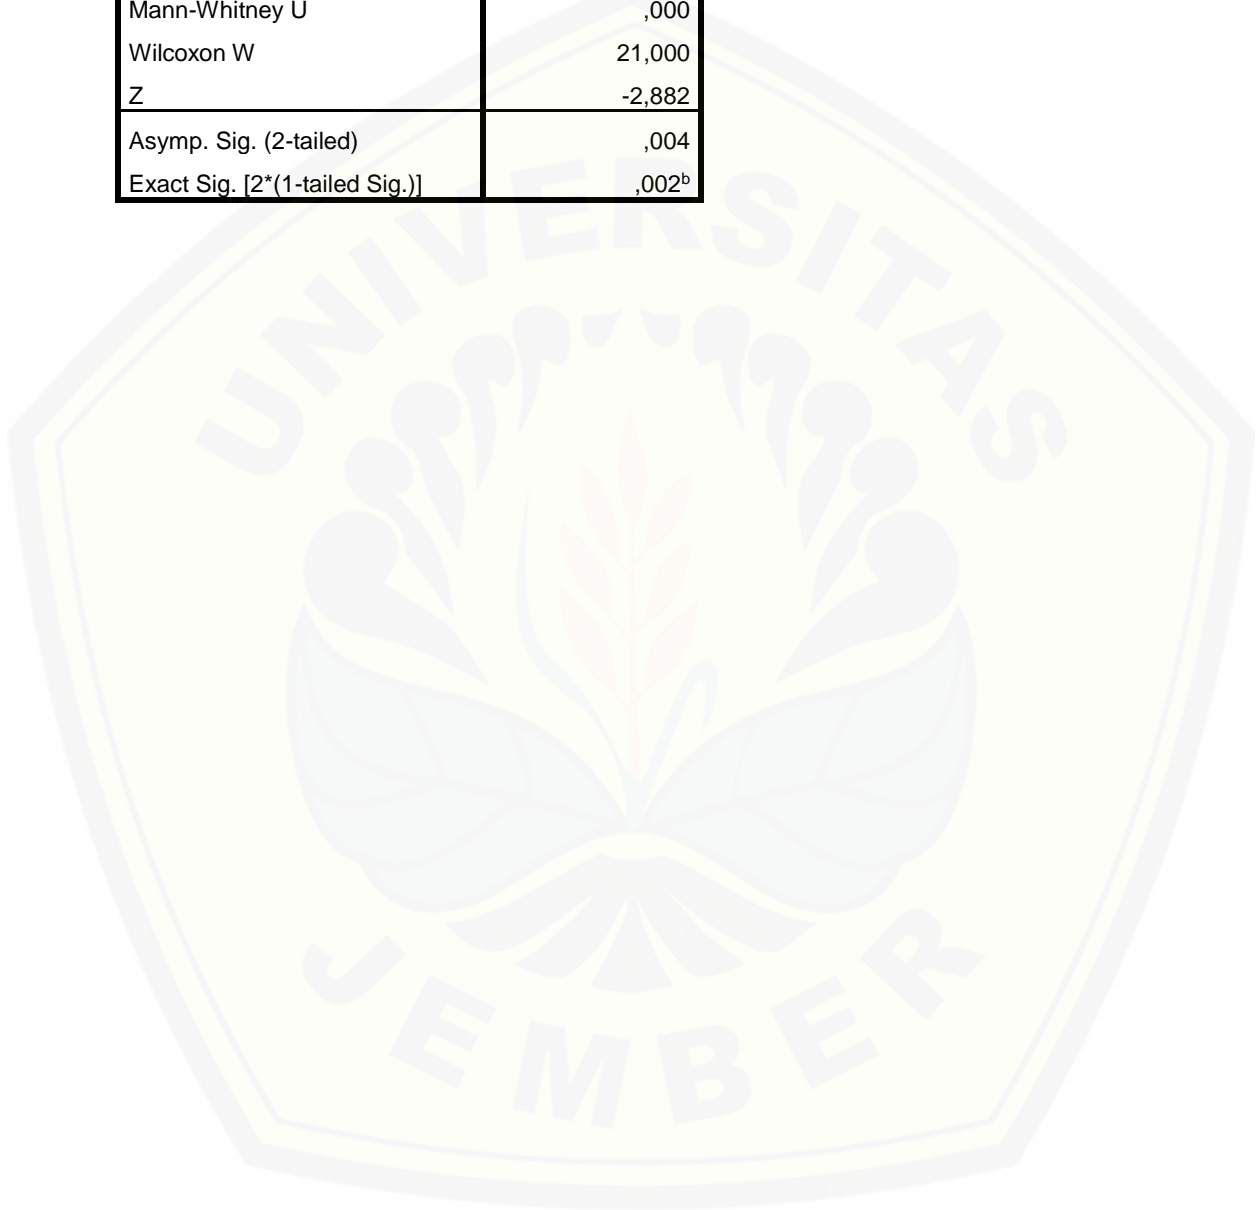 Mann-Whitney U ,000
Wilcoxon W 21,000
Z -2,882
Asymp. Sig. (2-tailed) ,004
Exact Sig. [2*(1-tailed Sig.)] ,002b
UNIVERSITAS
JEMBER